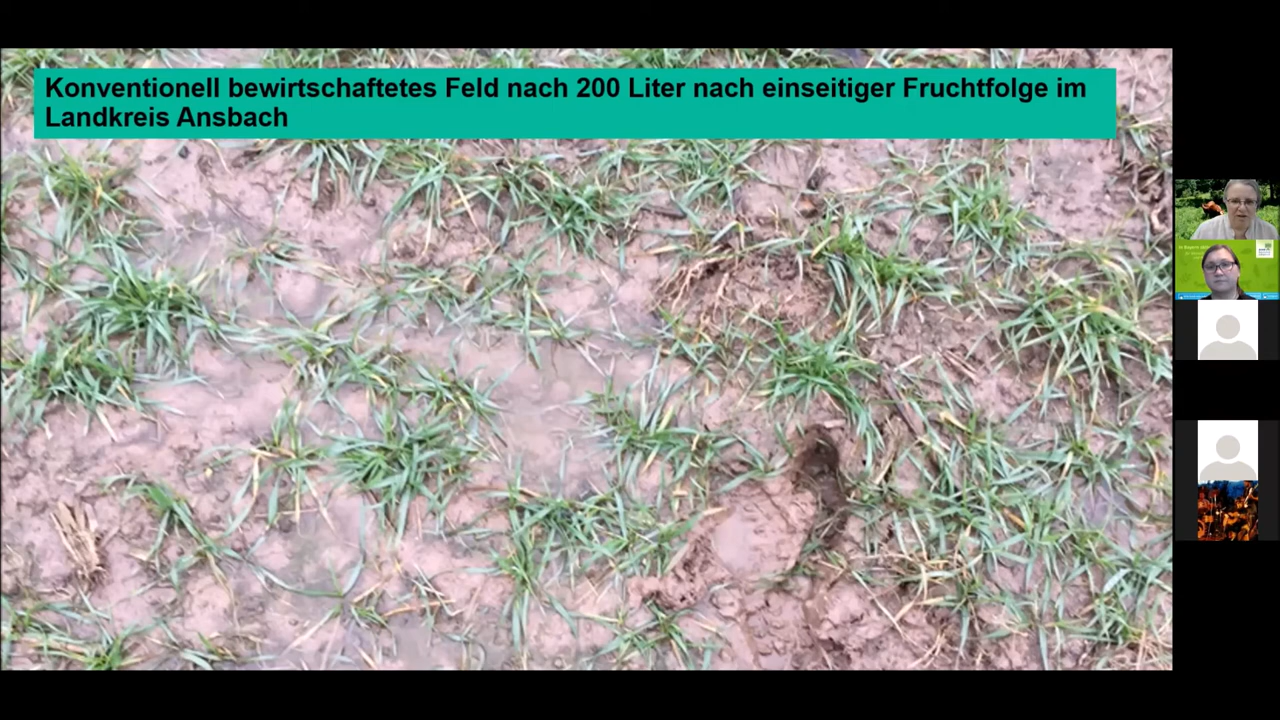 Konventionell bewirtschaftetes Feld nach 200 Liter nach einseitiger Fruchtfolge im
Landkreis Ansbach